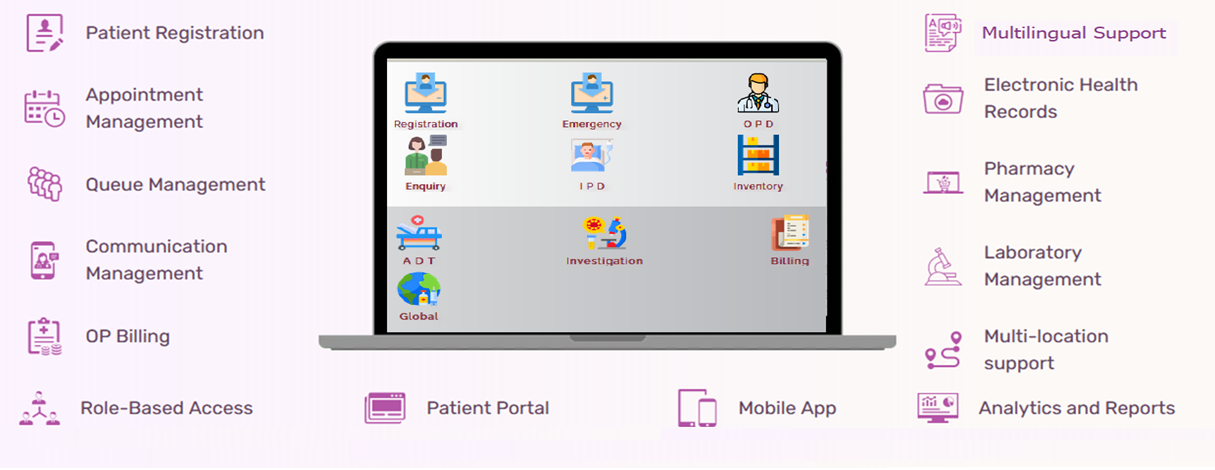 Patient Registration
Appointment
Management
Queue Management
Communication
Management
OP Billing
Role-Based Access
Registration
Emergency
O P D
Enquiry
I P D
Inventory
A D T
Investigation
Billing
Global
Patient Portal
Mobile App
Multilingual Support
Electronic Health
Records
Pharmacy
Management
Laboratory
Management
Multi-location
support
Analytics and Reports